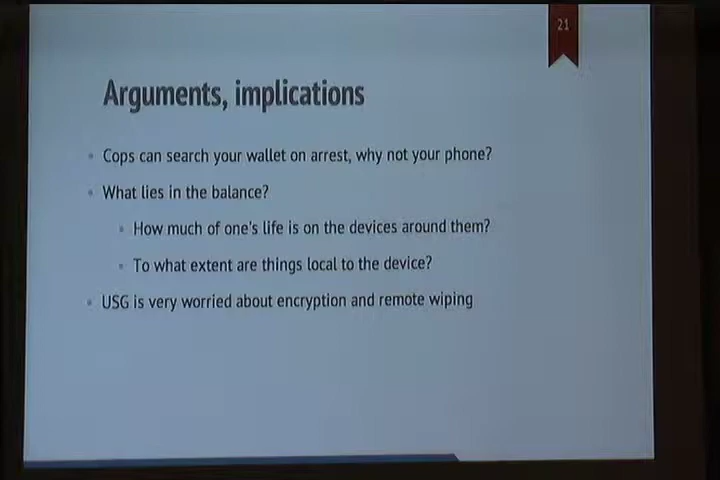 21
Arguments, implications
Cops can search your wallet on arrest, why not your phone?
What lies in the balance?
How much of one's life is on the devices around them?
To what extent are things local to the device?
USG is very worried about encryption and remote wiping